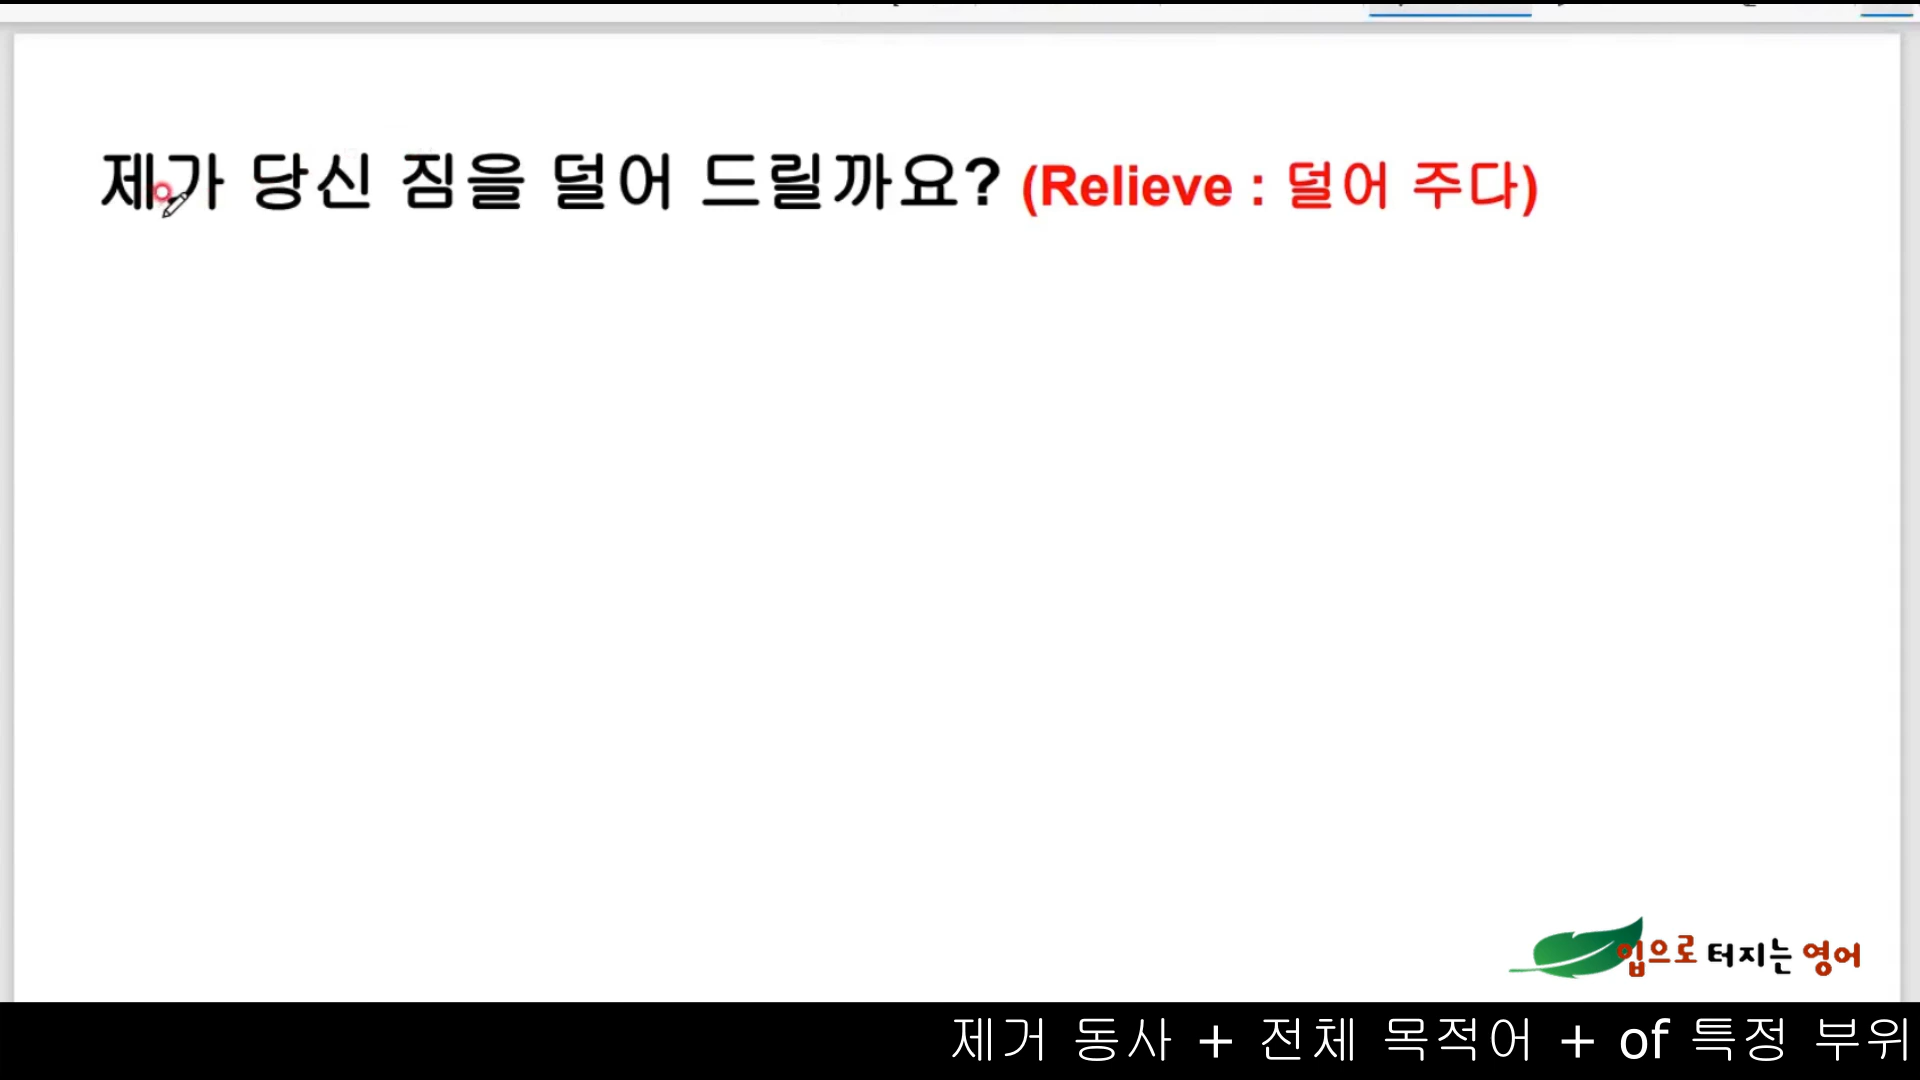 제가 당신 짐을 덜어 드릴까요? (Relieve : 덜어 주다)
입으로 터지는 영어
제거 동사 + 전체 목적어 + of 특정 부위